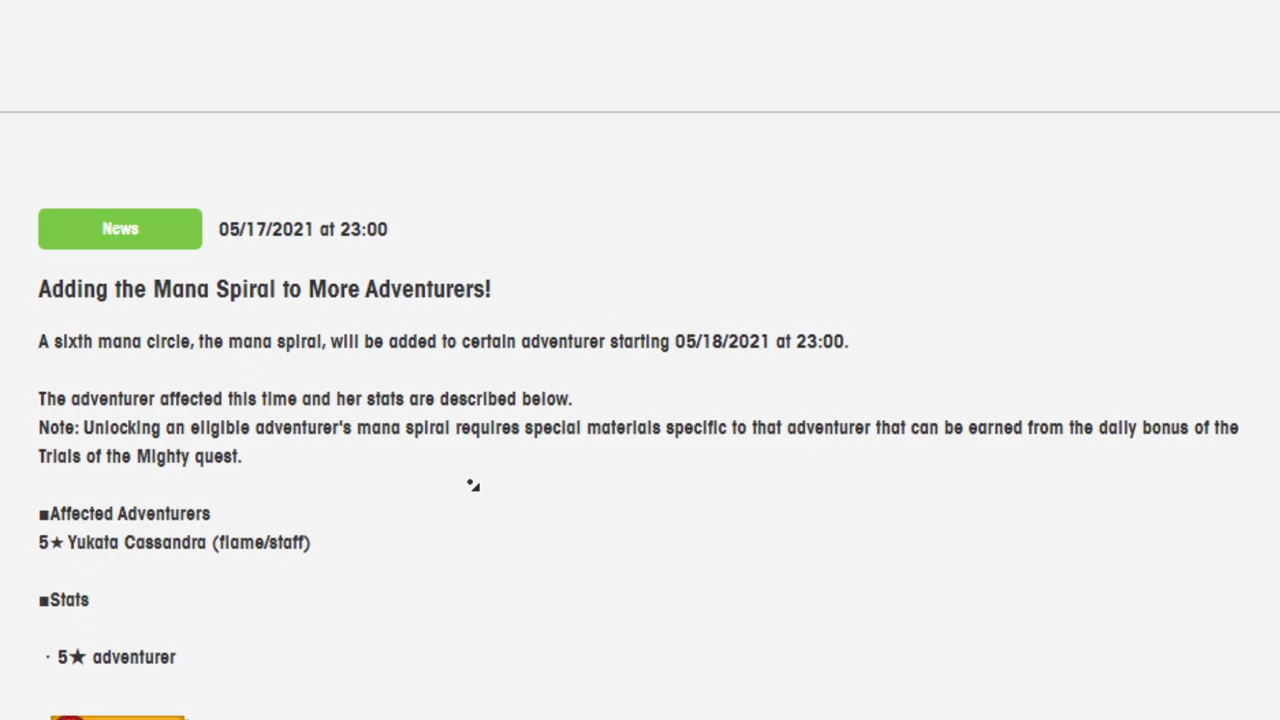 News 05/17/2021 at 23:00
Adding the Mana Spiral to More Adventurers!
A sixth mana circle, the mana spiral, will be added to certain adventurer starting 05/18/2021 at 23:00.
The adventurer affected this time and her stats are described below.
Note: Unlocking an eligible adventurer's mana spiral requires special materials specific to that adventurer that can be earned from the daily bonus of the
Trials of the Mighty quest.
■Affected Adventurers
5★ Yukata Cassandra (flame/staff)
■Stats
・5★ adventurer